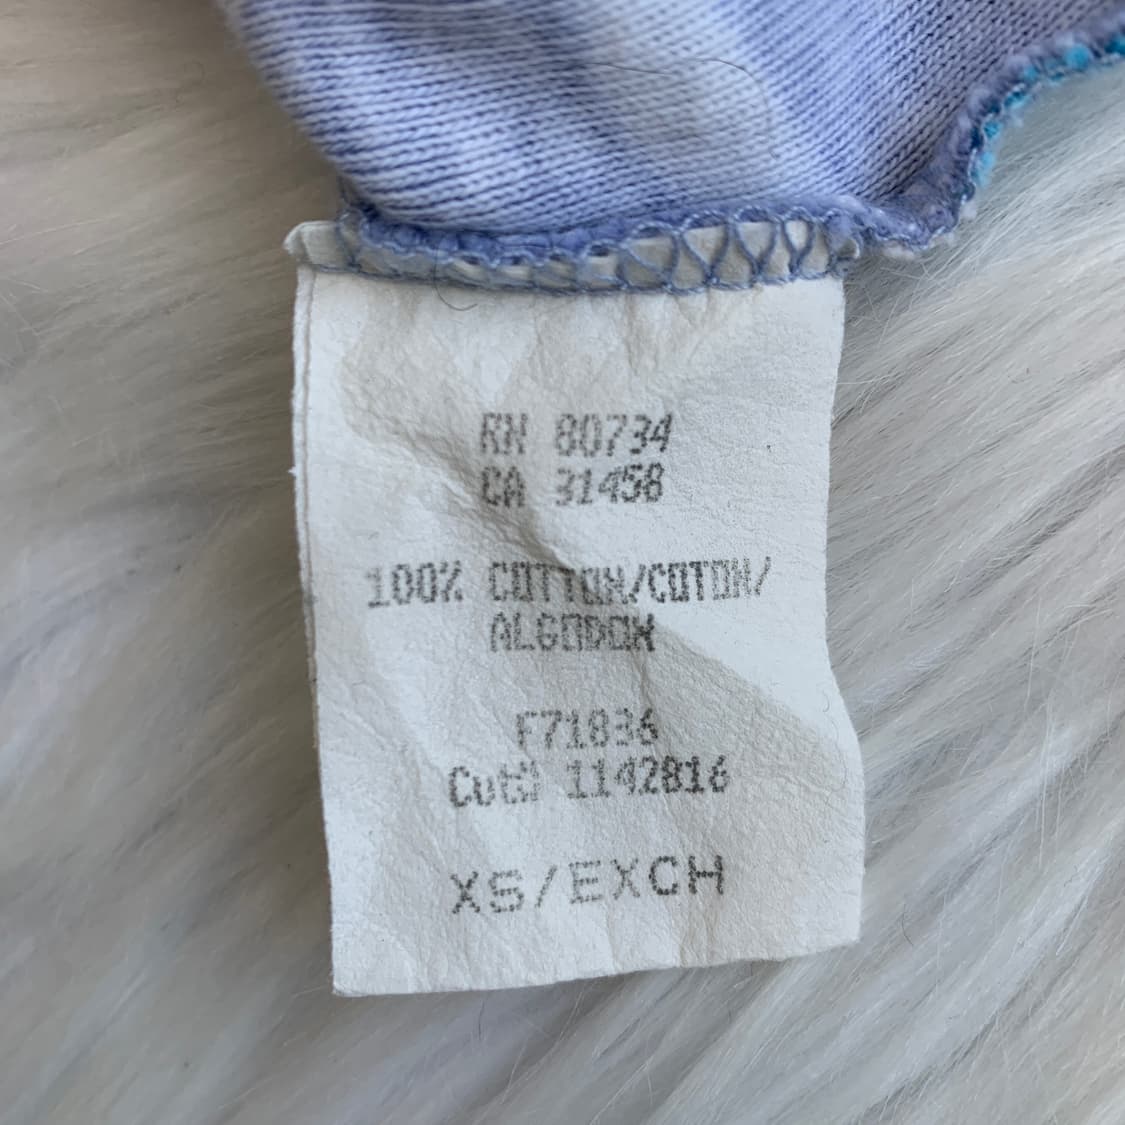 RN 80734
CA 31458
100% COTTON/COTON/
ALGODON
F71836
Cut# 1142816
XS/EXCH